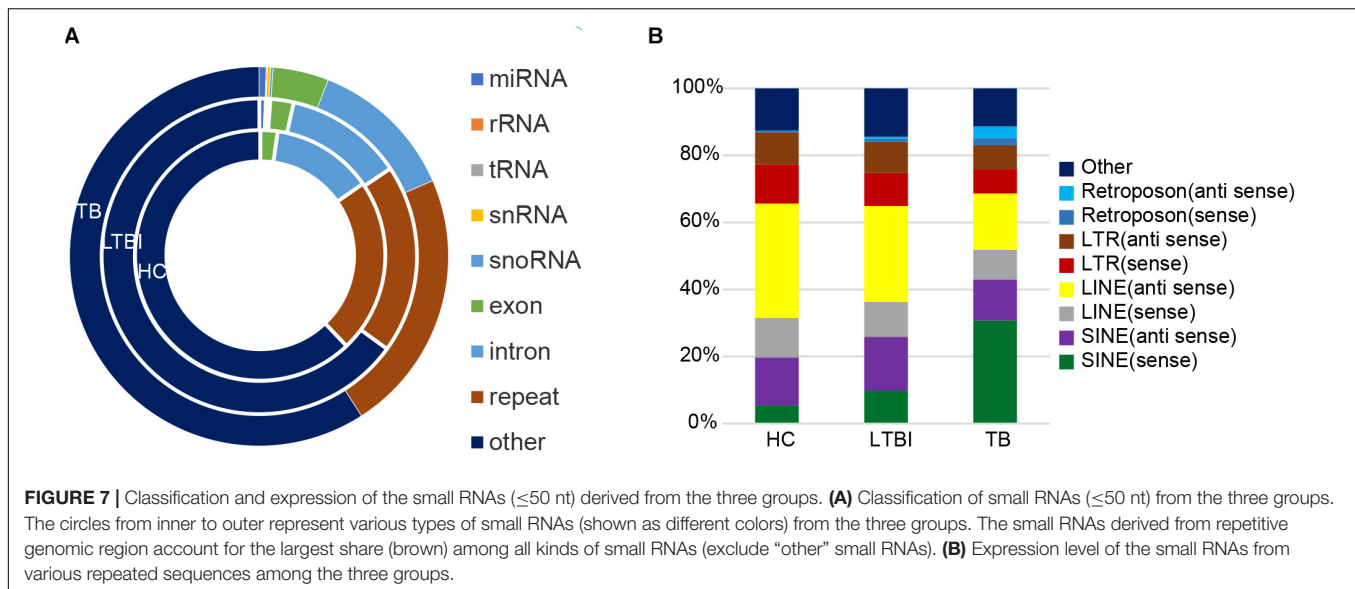 A
TB
LTBI
HC
miRNA
rRNA
tRNA
snRNA
snoRNA
exon
intron
repeat
other
B
100%
80%
60%
40%
20%
0%
HC LTBI TB
Other
Retroposon(anti sense)
Retroposon(sense)
LTR(anti sense)
LTR(sense)
LINE(anti sense)
LINE(sense)
SINE(anti sense)
SINE(sense)
FIGURE 7 | Classification and expression of the small RNAs (≤50 nt) derived from the three groups. (A) Classification of small RNAs (≤50 nt) from the three groups.
The circles from inner to outer represent various types of small RNAs (shown as different colors) from the three groups. The small RNAs derived from repetitive
genomic region account for the largest share (brown) among all kinds of small RNAs (exclude “other” small RNAs). (B) Expression level of the small RNAs from
various repeated sequences among the three groups.